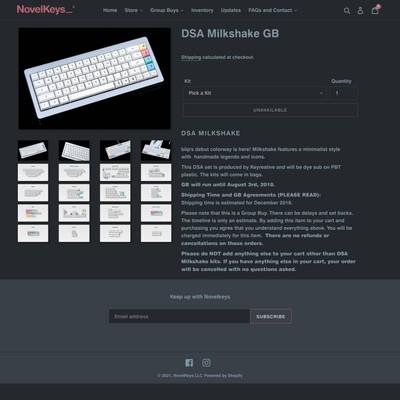 NovelKeys_
Home Store Group Buys Inventory Updates FAQs and Contact
DSA Milkshake GB
Shipping calculated at checkout.
Kit Quantity
Pick a Kit 1
UNAVAILABLE
DSA MILKSHAKE
biip's debut colorway is here! Milkshake features a minimalist style
with handmade legends and icons.
This DSA set is produced by Keyreative and will be dye sub on PBT
plastic. The kits will come in bags.
GB will run until August 3rd, 2018.
Shipping Time and GB Agreements (PLEASE READ):
Shipping time is estimated for December 2018.
Please note that this is a Group Buy. There can be delays and set backs.
The timeline is only an estimate. By adding this item to your cart and
purchasing you agree that you understand everything above. You will be
charged immediately for this item. There are no refunds or
cancellations on these orders.
Please do NOT add anything else to your cart other than DSA
Milkshake kits. If you have anything else in your cart, your order
will be cancelled with no questions asked.
Keep up with Novelkeys
Email address SUBSCRIBE
© 2021, NovelKeys LLC Powered by Shopify